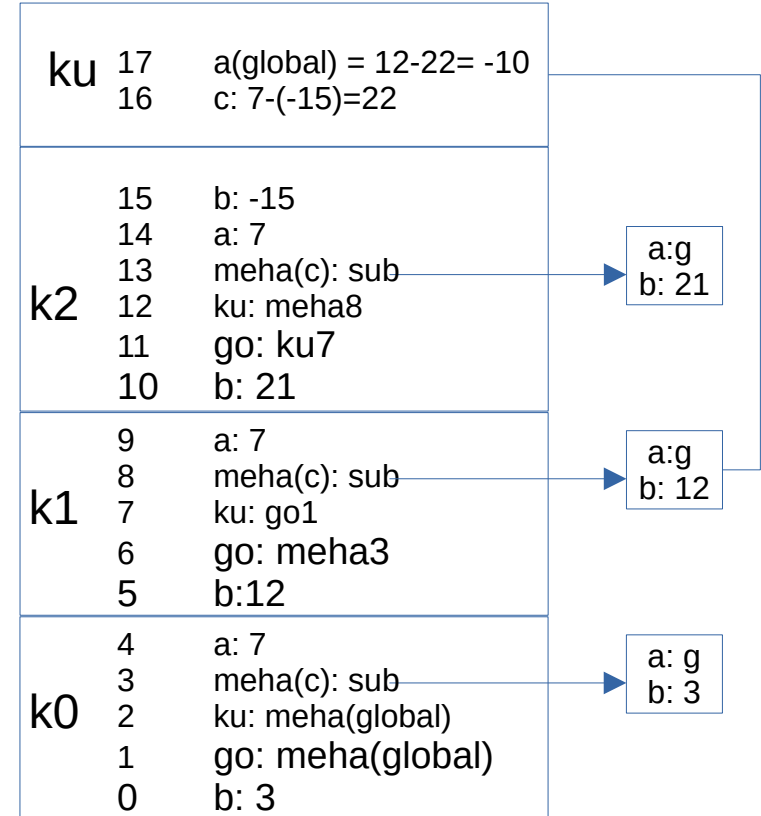 ku
17 a(global) = 12-22= -10
16 c: 7-(-15)=22
k2
15 b: -15
14 a: 7
13 meha(c): sub
12 ku: meha8
11 go: ku7
10 b: 21
a:g
b: 21
k1
9 a: 7
8 meha(c): sub
7 ku: go1
6 go: meha3
5 b:12
a:g
b: 12
k0
4 a: 7
3 meha(c): sub
2 ku: meha(global)
1 go: meha(global)
0 b: 3
a: g
b: 3